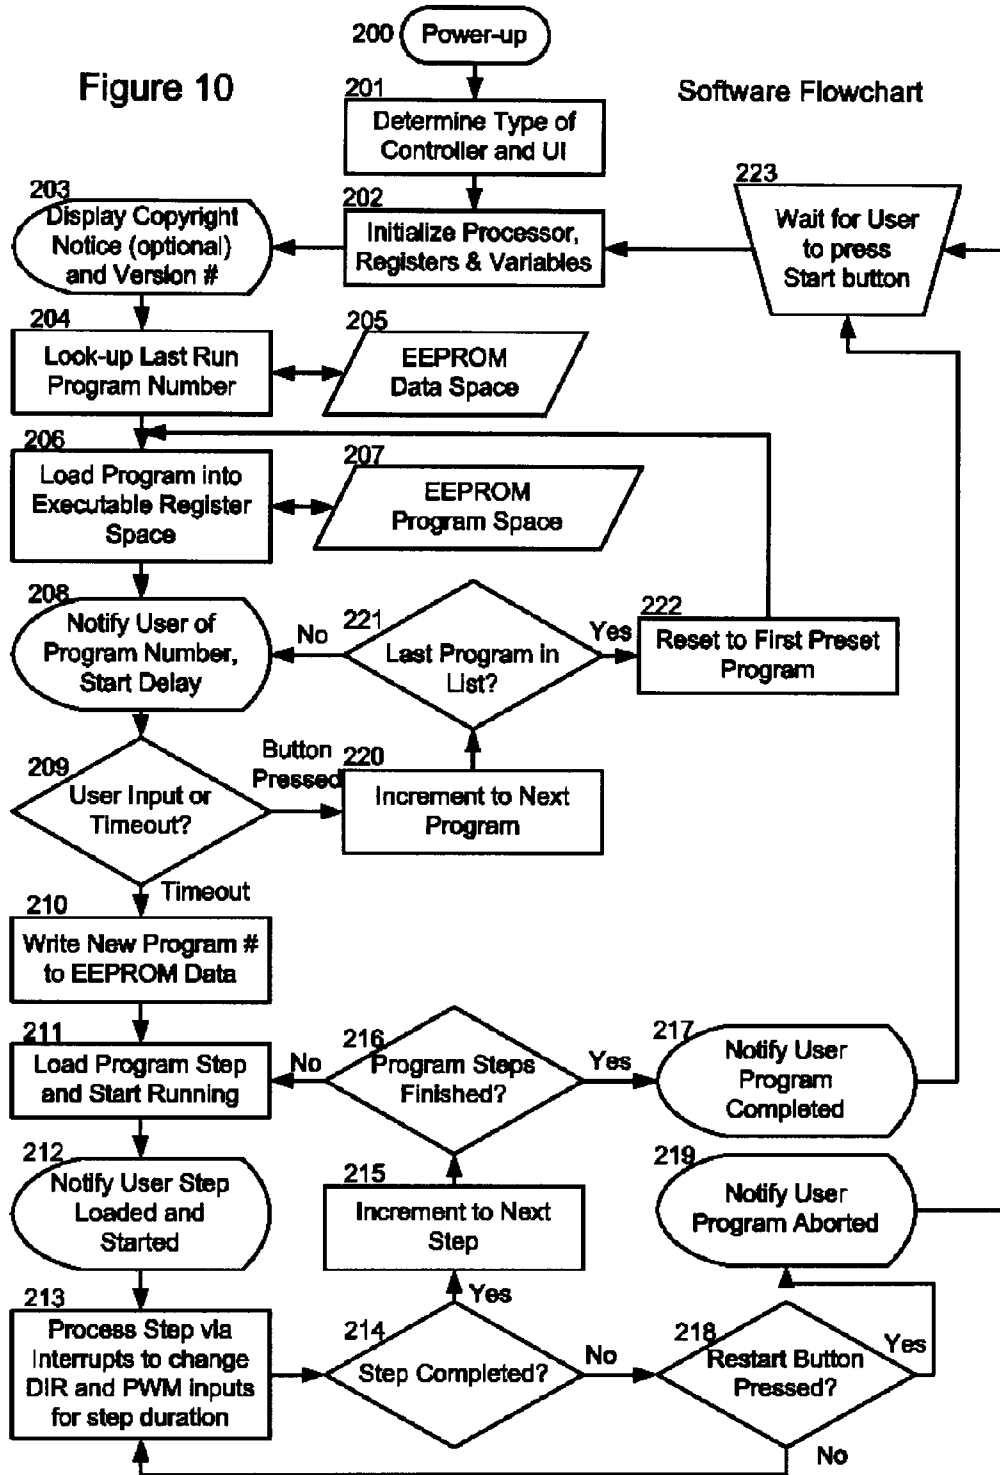 200
Power-up
Figure 10
Software Flowchart
201
Determine Type of
Controller and UI
202
Initialize Processor,
Registers & Variables
203
Display Copyright
Notice (optional)
and Version #
223
Wait for User
to press
Start button
204
Look-up Last Run
Program Number
205
EEPROM
Data Space
206
Load Program into
Executable Register
Space
207
EEPROM
Program Space
208
Notify User of
Program Number,
Start Delay
No
221
Last Program in
List?
Yes
222
Reset to First Preset
Program
209
User Input or
Timeout?
Button
Pressed
220
Increment to Next
Program
Timeout
210
Write New Program #
to EEPROM Data
211
Load Program Step
and Start Running
No
216
Program Steps
Finished?
Yes
217
Notify User
Program
Completed
212
Notify User Step
Loaded and
Started
215
Increment to Next
Step
219
Notify User
Program Aborted
Yes
213
Process Step via
Interrupts to change
DIR and PWM inputs
for step duration
214
Step Completed?
No
218
Restart Button
Pressed?
Yes
No